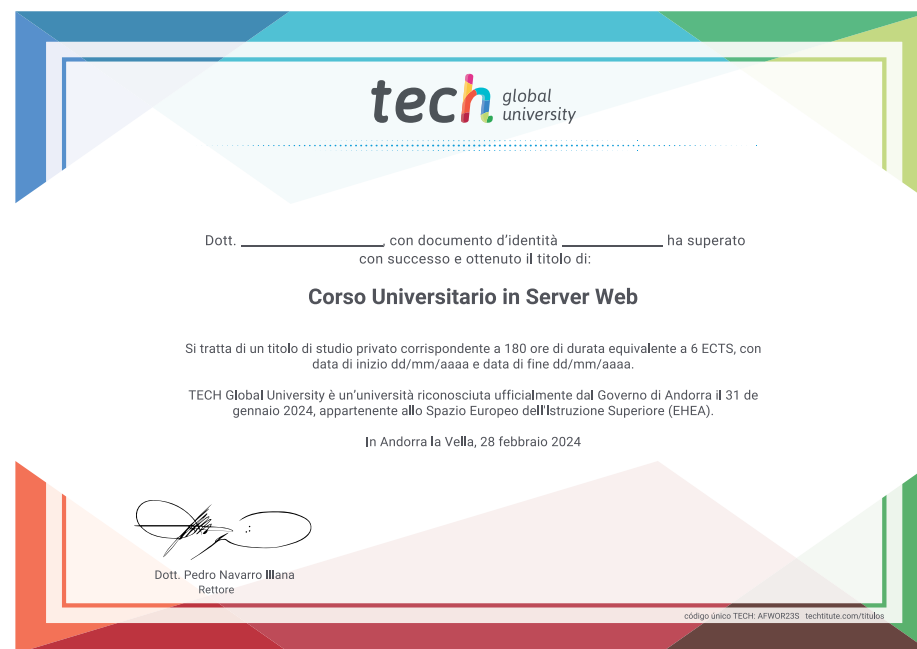 tech global university
Dott. ____________, con documento d'identità ____________ ha superato
con successo e ottenuto il titolo di:
Corso Universitario in Server Web
Si tratta di un titolo di studio privato corrispondente a 180 ore di durata equivalente a 6 ECTS, con
data di inizio dd/mm/aaaa e data di fine dd/mm/aaaa.
TECH Global University è un'università riconosciuta ufficialmente dal Governo di Andorra il 31 de
gennaio 2024, appartenente allo Spazio Europeo dell'Istruzione Superiore (EHEA).
In Andorra la Vella, 28 febbraio 2024
Dott. Pedro Navarro Illana
Rettore
código único TECH: AFWOR23S techtitute.com/titulos